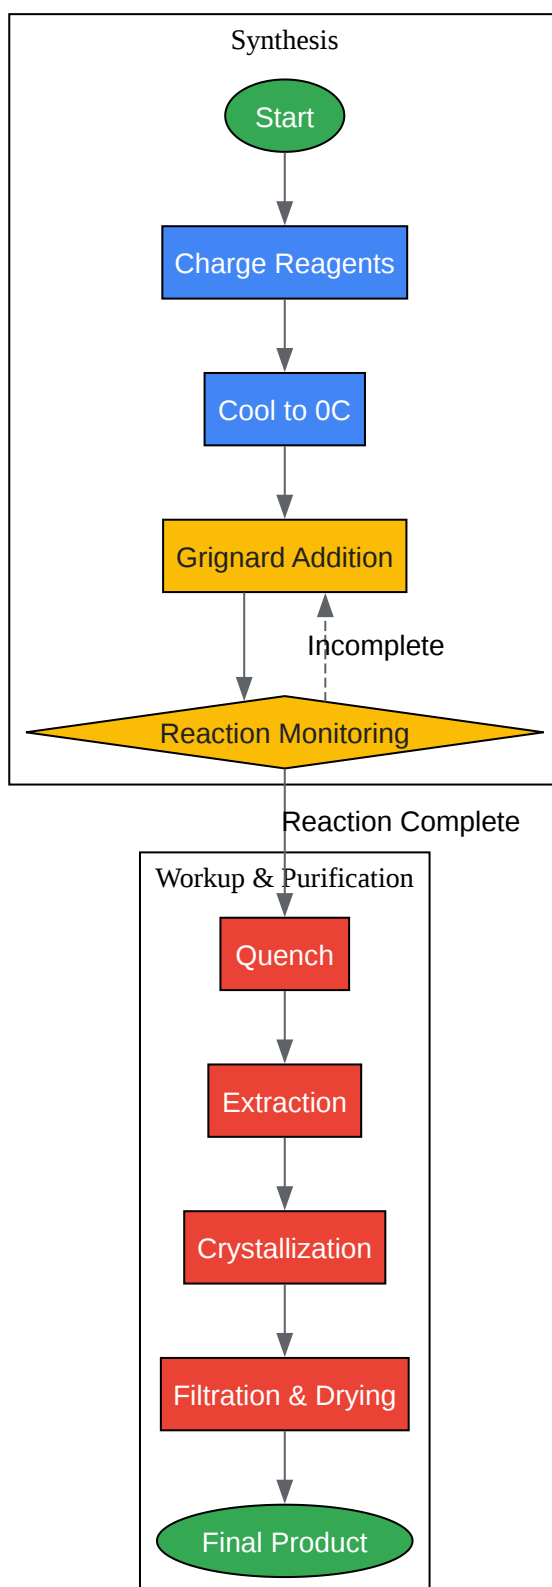 Synthesis
Start
Charge Reagents
Cool to 0C
Grignard Addition
Incomplete
Reaction Monitoring
Reaction Complete
Workup & Purification
Quench
Extraction
Crystallization
Filtration & Drying
Final Product